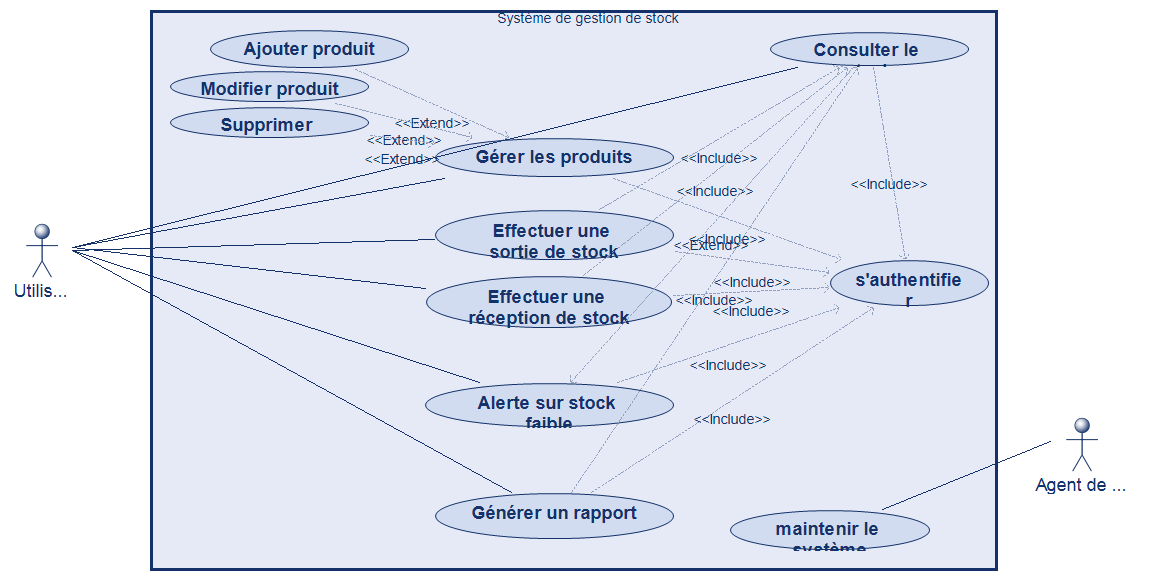 Système de gestion de stock
Ajouter produit
Consulter le
Modifier produit
Supprimer
<<Extend>>
<<Extend>>
<<Extend>>
Gérer les produits
<<Include>>
<<Include>>
<<Include>>
Effectuer une
sortie de stock
<<Include>>
<<Extend>>
s'authentifie
r
Utilis...
Effectuer une
réception de stock
<<Include>>
<<Include>>
<<Include>>
<<Include>>
Alerte sur stock
faible
<<Include>>
Agent de ...
Générer un rapport
maintenir le
système